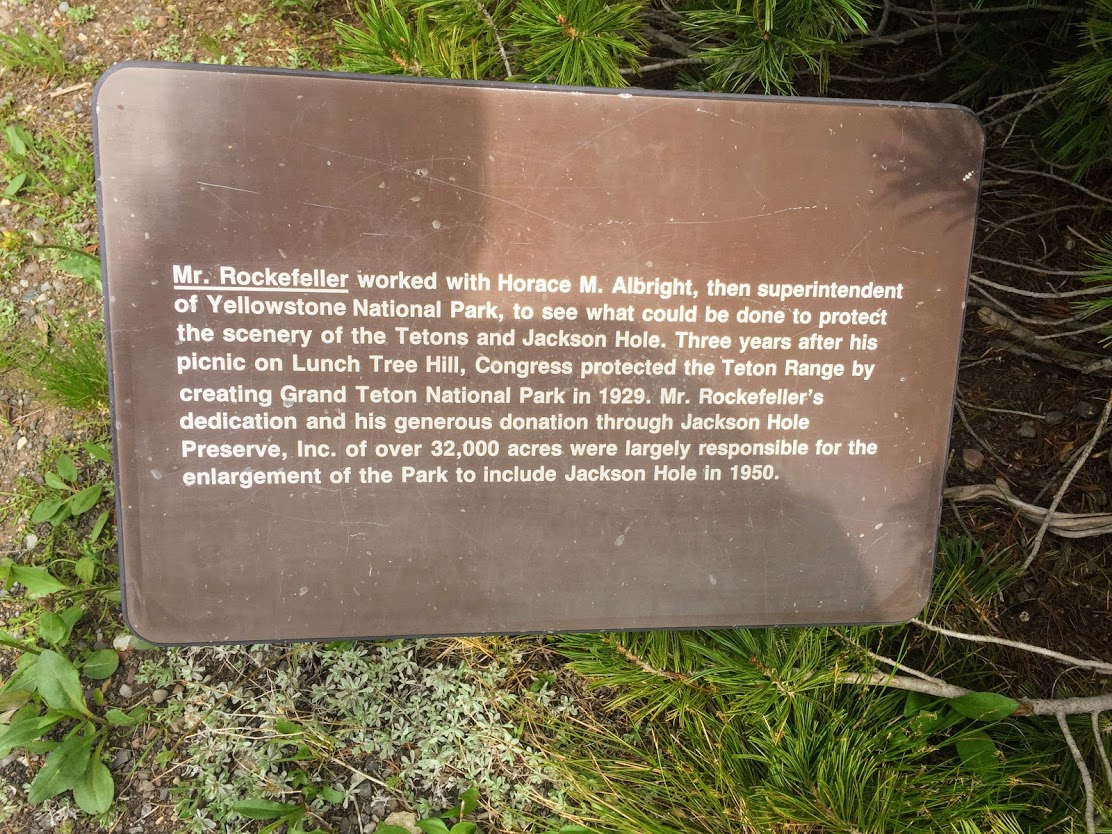 Mr. Rockefeller worked with Horace M. Albright, then superintendent
of Yellowstone National Park, to see what could be done to protect
the scenery of the Tetons and Jackson Hole. Three years after his
picnic on Lunch Tree Hill, Congress protected the Teton Range by
creating Grand Teton National Park in 1929. Mr. Rockefeller's
dedication and his generous donation through Jackson Hole
Preserve, Inc. of over 32,000 acres were largely responsible for the
enlargement of the Park to include Jackson Hole in 1950.